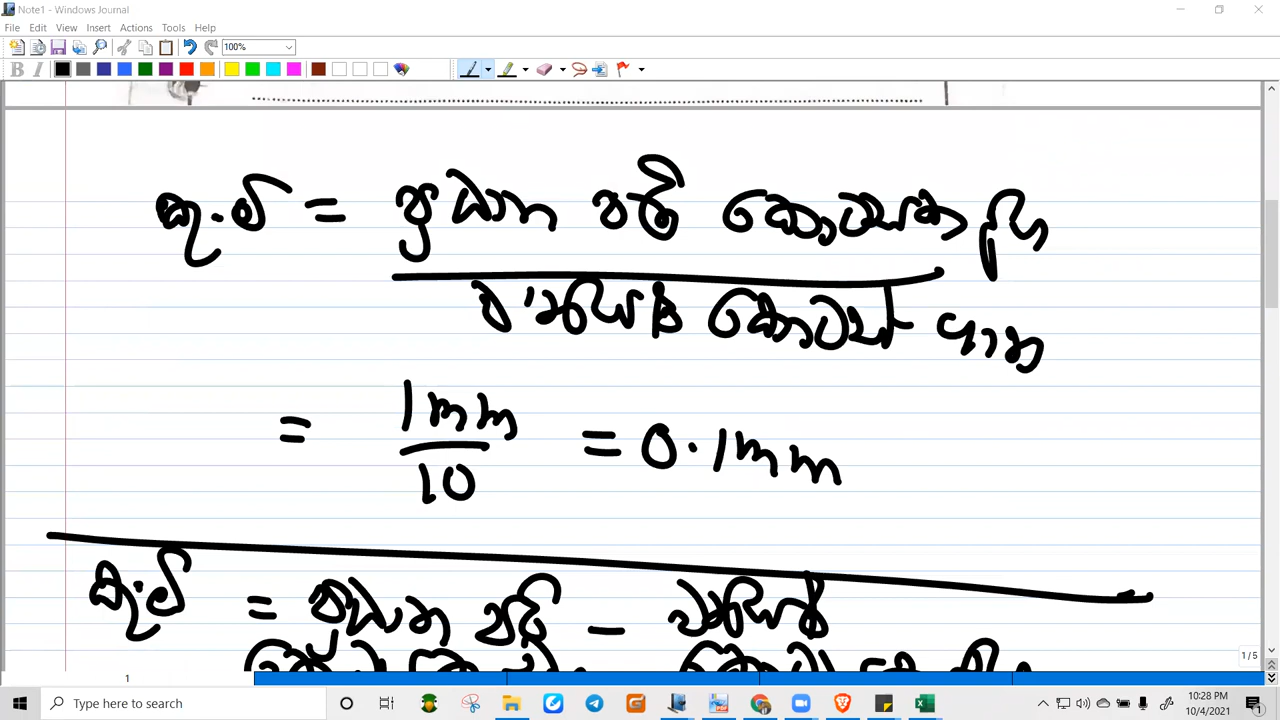 Note1 - Windows Journal
File Edit View Insert Actions Tools Help
100%
B I
කු.මි = ප්‍රධාන පරි කොටසක දිග
වර්නියර් කොටස් ගණන
= 1mm
10
= 0.1mm
කු.මි = ප්‍රධාන පරි - වර්නියර්
1/5
1
Type here to search
10:28 PM
10/4/2021